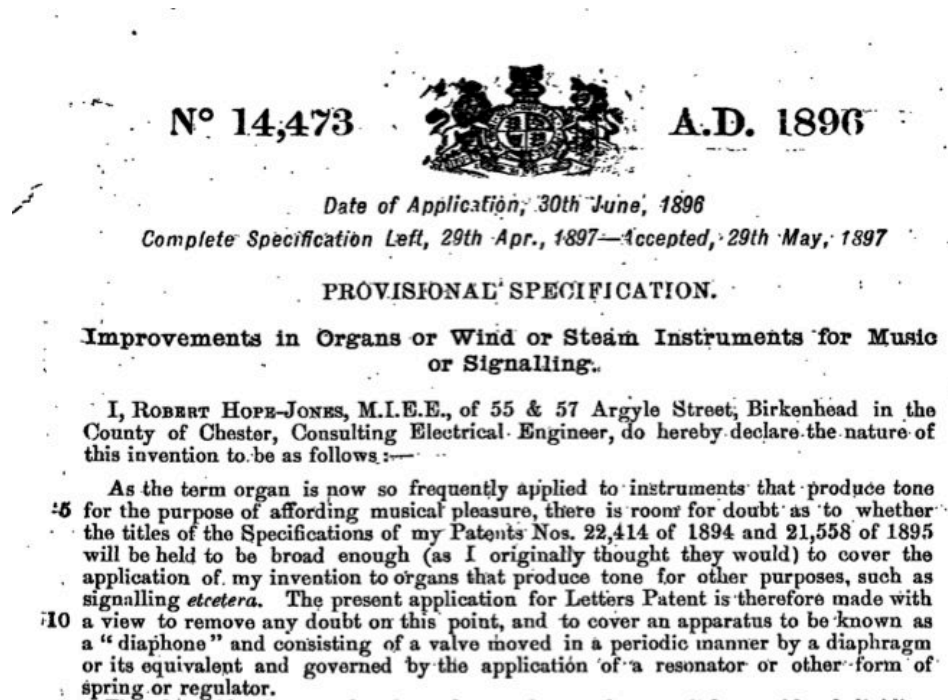 Nº 14,473 A.D. 1896
Date of Application, 30th June, 1896
Complete Specification Left, 29th Apr., 1897—Accepted, 29th May, 1897
PROVISIONAL SPECIFICATION.
Improvements in Organs or Wind or Steam Instruments for Music
or Signalling.
I, ROBERT HOPE-JONES, M.I.E.E., of 55 & 57 Argyle Street, Birkenhead in the
County of Chester, Consulting Electrical Engineer, do hereby declare the nature of
this invention to be as follows:—
As the term organ is now so frequently applied to instruments that produce tone
5 for the purpose of affording musical pleasure, there is room for doubt as to whether
the titles of the Specifications of my Patents Nos. 22,414 of 1894 and 21,558 of 1895
will be held to be broad enough (as I originally thought they would) to cover the
application of my invention to organs that produce tone for other purposes, such as
signalling etcetera. The present application for Letters Patent is therefore made with
10 a view to remove any doubt on this point, and to cover an apparatus to be known as
a "diaphone" and consisting of a valve moved in a periodic manner by a diaphragm
or its equivalent and governed by the application of a resonator or other form of
spring or regulator.